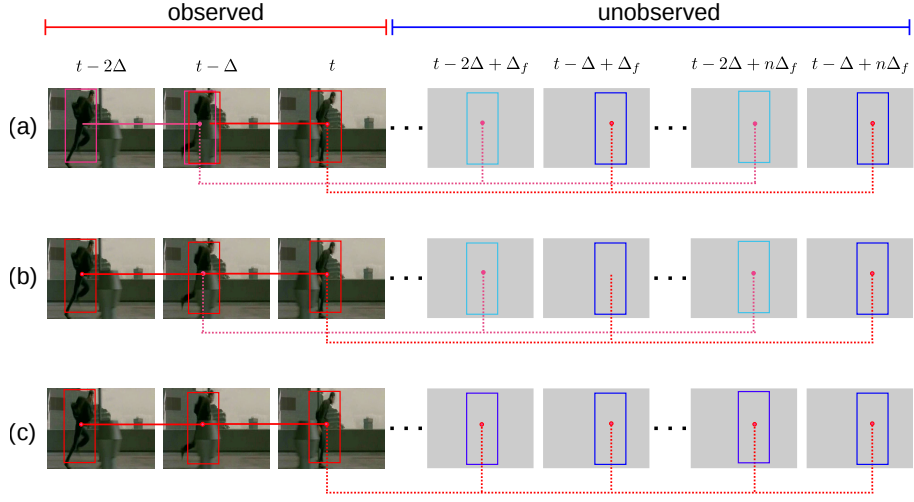 observed unobserved
t − 2Δ t − Δ t t − 2Δ + Δ_f t − Δ + Δ_f t − 2Δ + nΔ_f t − Δ + nΔ_f
(a) ... ...
(b) ... ...
(c) ... ...